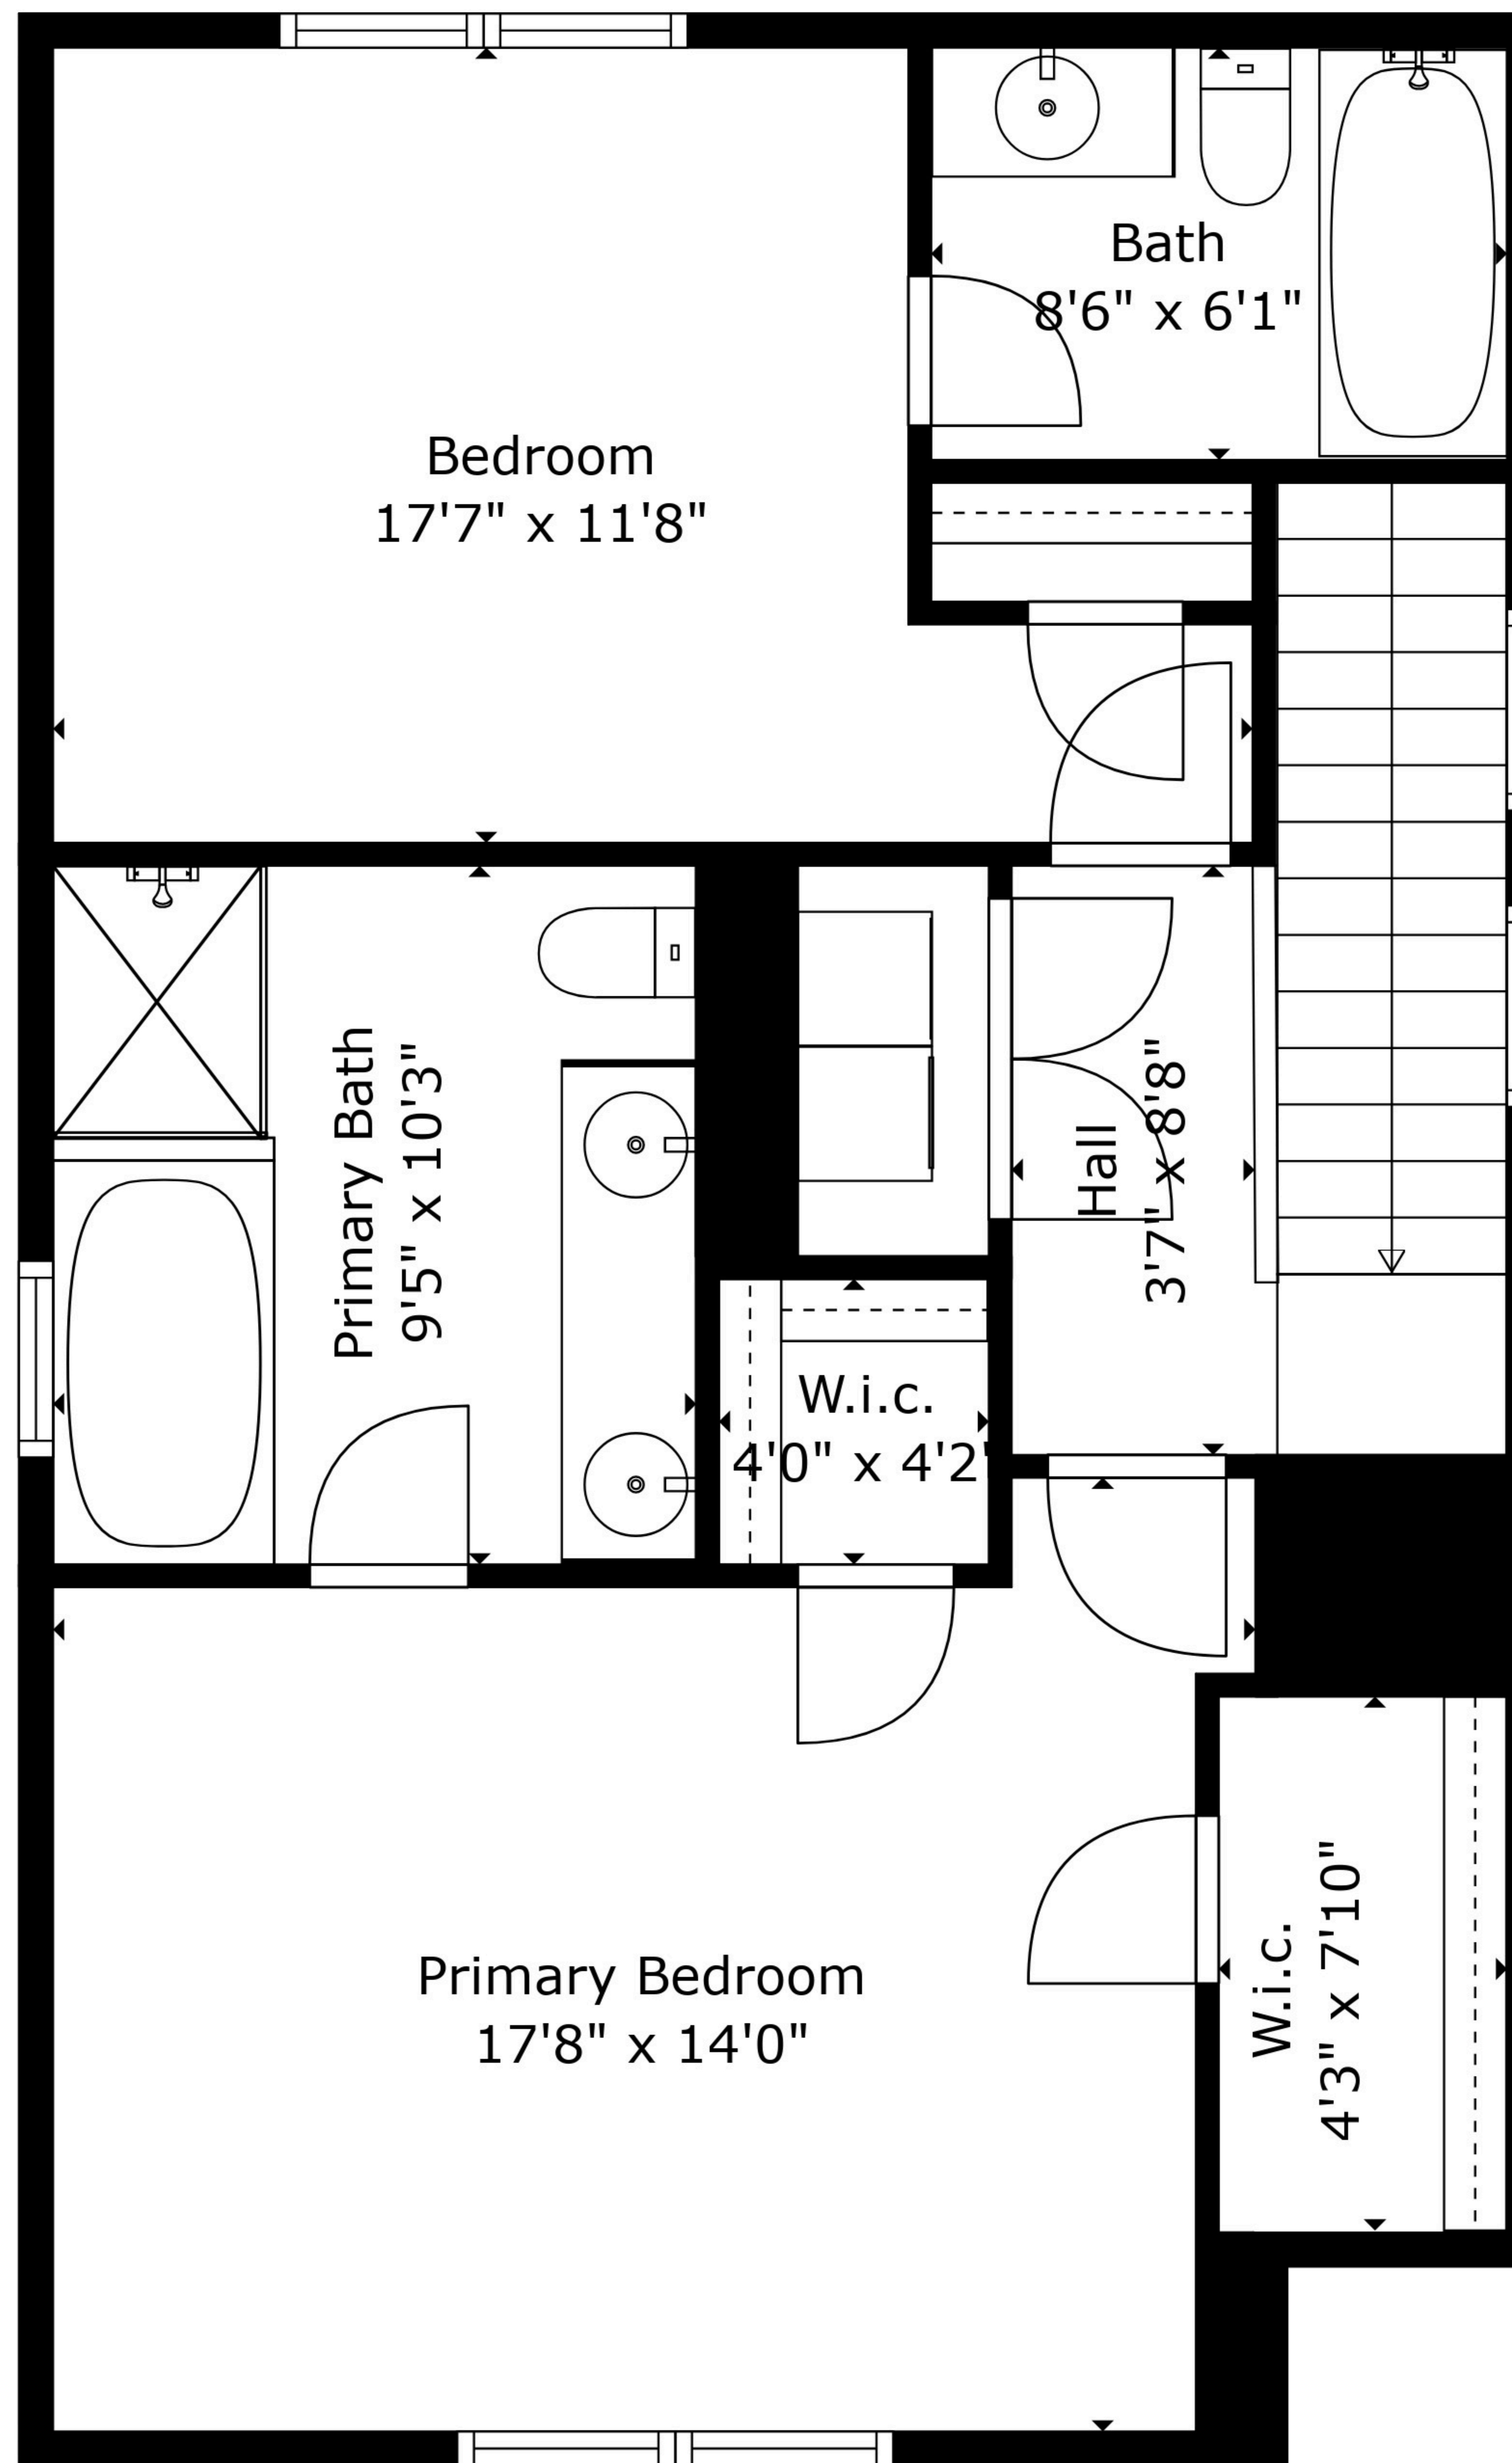 Bath
8'6" x 6'1"
Bedroom
17'7" x 11'8"
Primary Bath
9'5" x 10'3"
Hall
3'7" x 8'8"
W.i.c.
4'0" x 4'2"
Primary Bedroom
17'8" x 14'0"
W.i.c.
4'3" x 7'10"